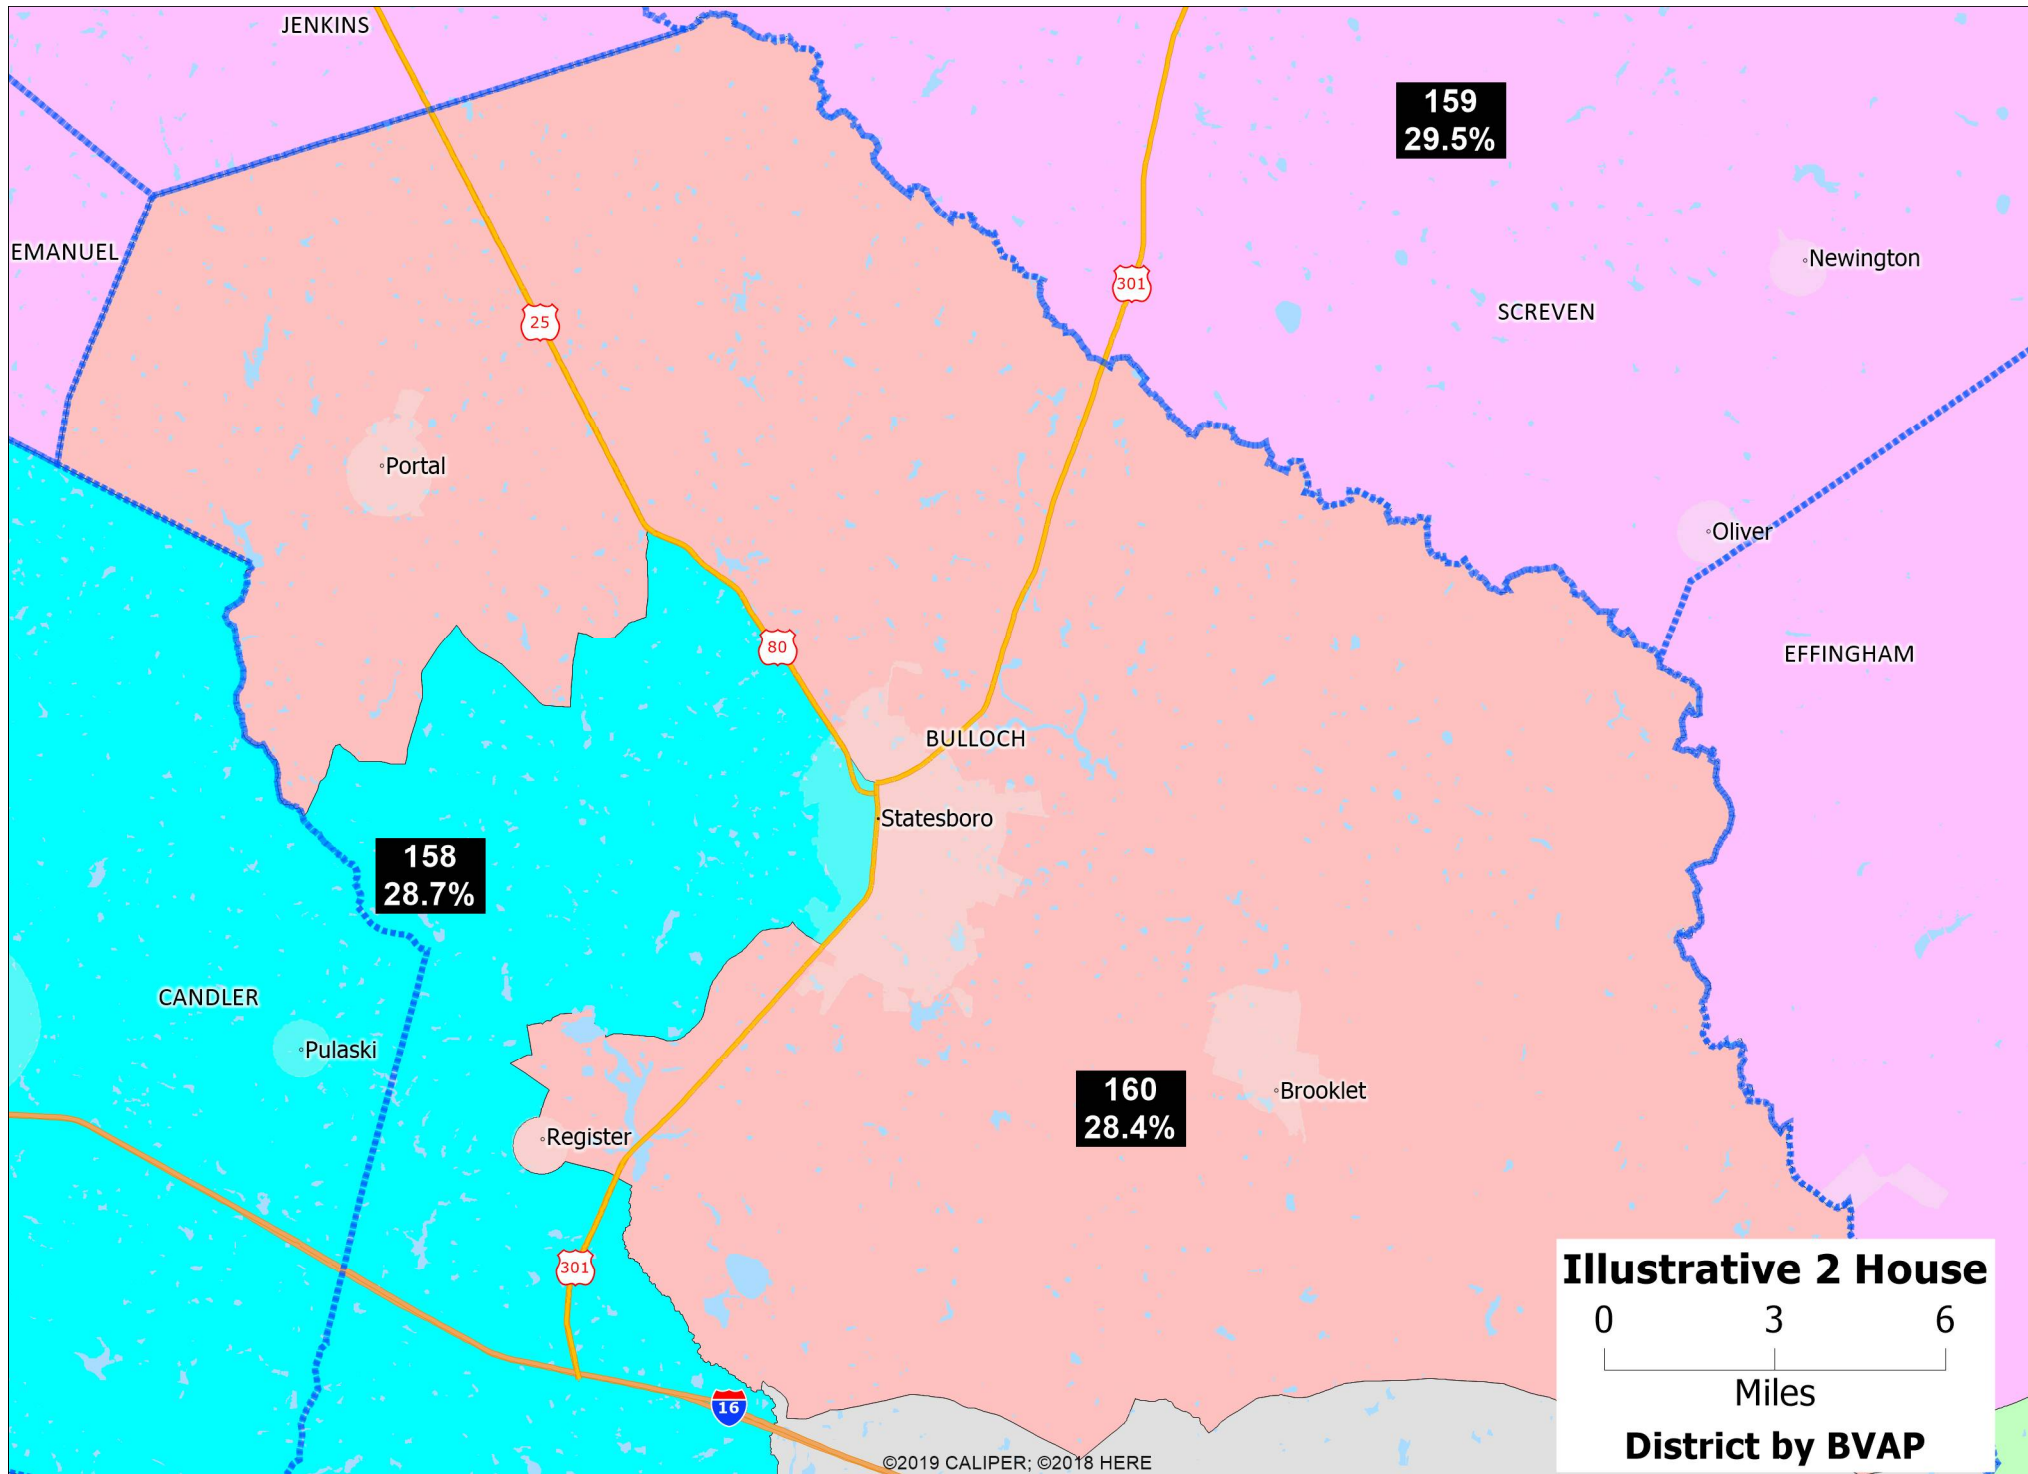 JENKINS
159
29.5%
EMANUEL
Newington
301
25
SCREVEN
Portal
Oliver
80
EFFINGHAM
BULLOCH
Statesboro
158
28.7%
CANDLER
Pulaski
160
28.4%
Brooklet
Register
301
16
Illustrative 2 House
0 3 6
Miles
District by BVAP
©2019 CALIPER; ©2018 HERE